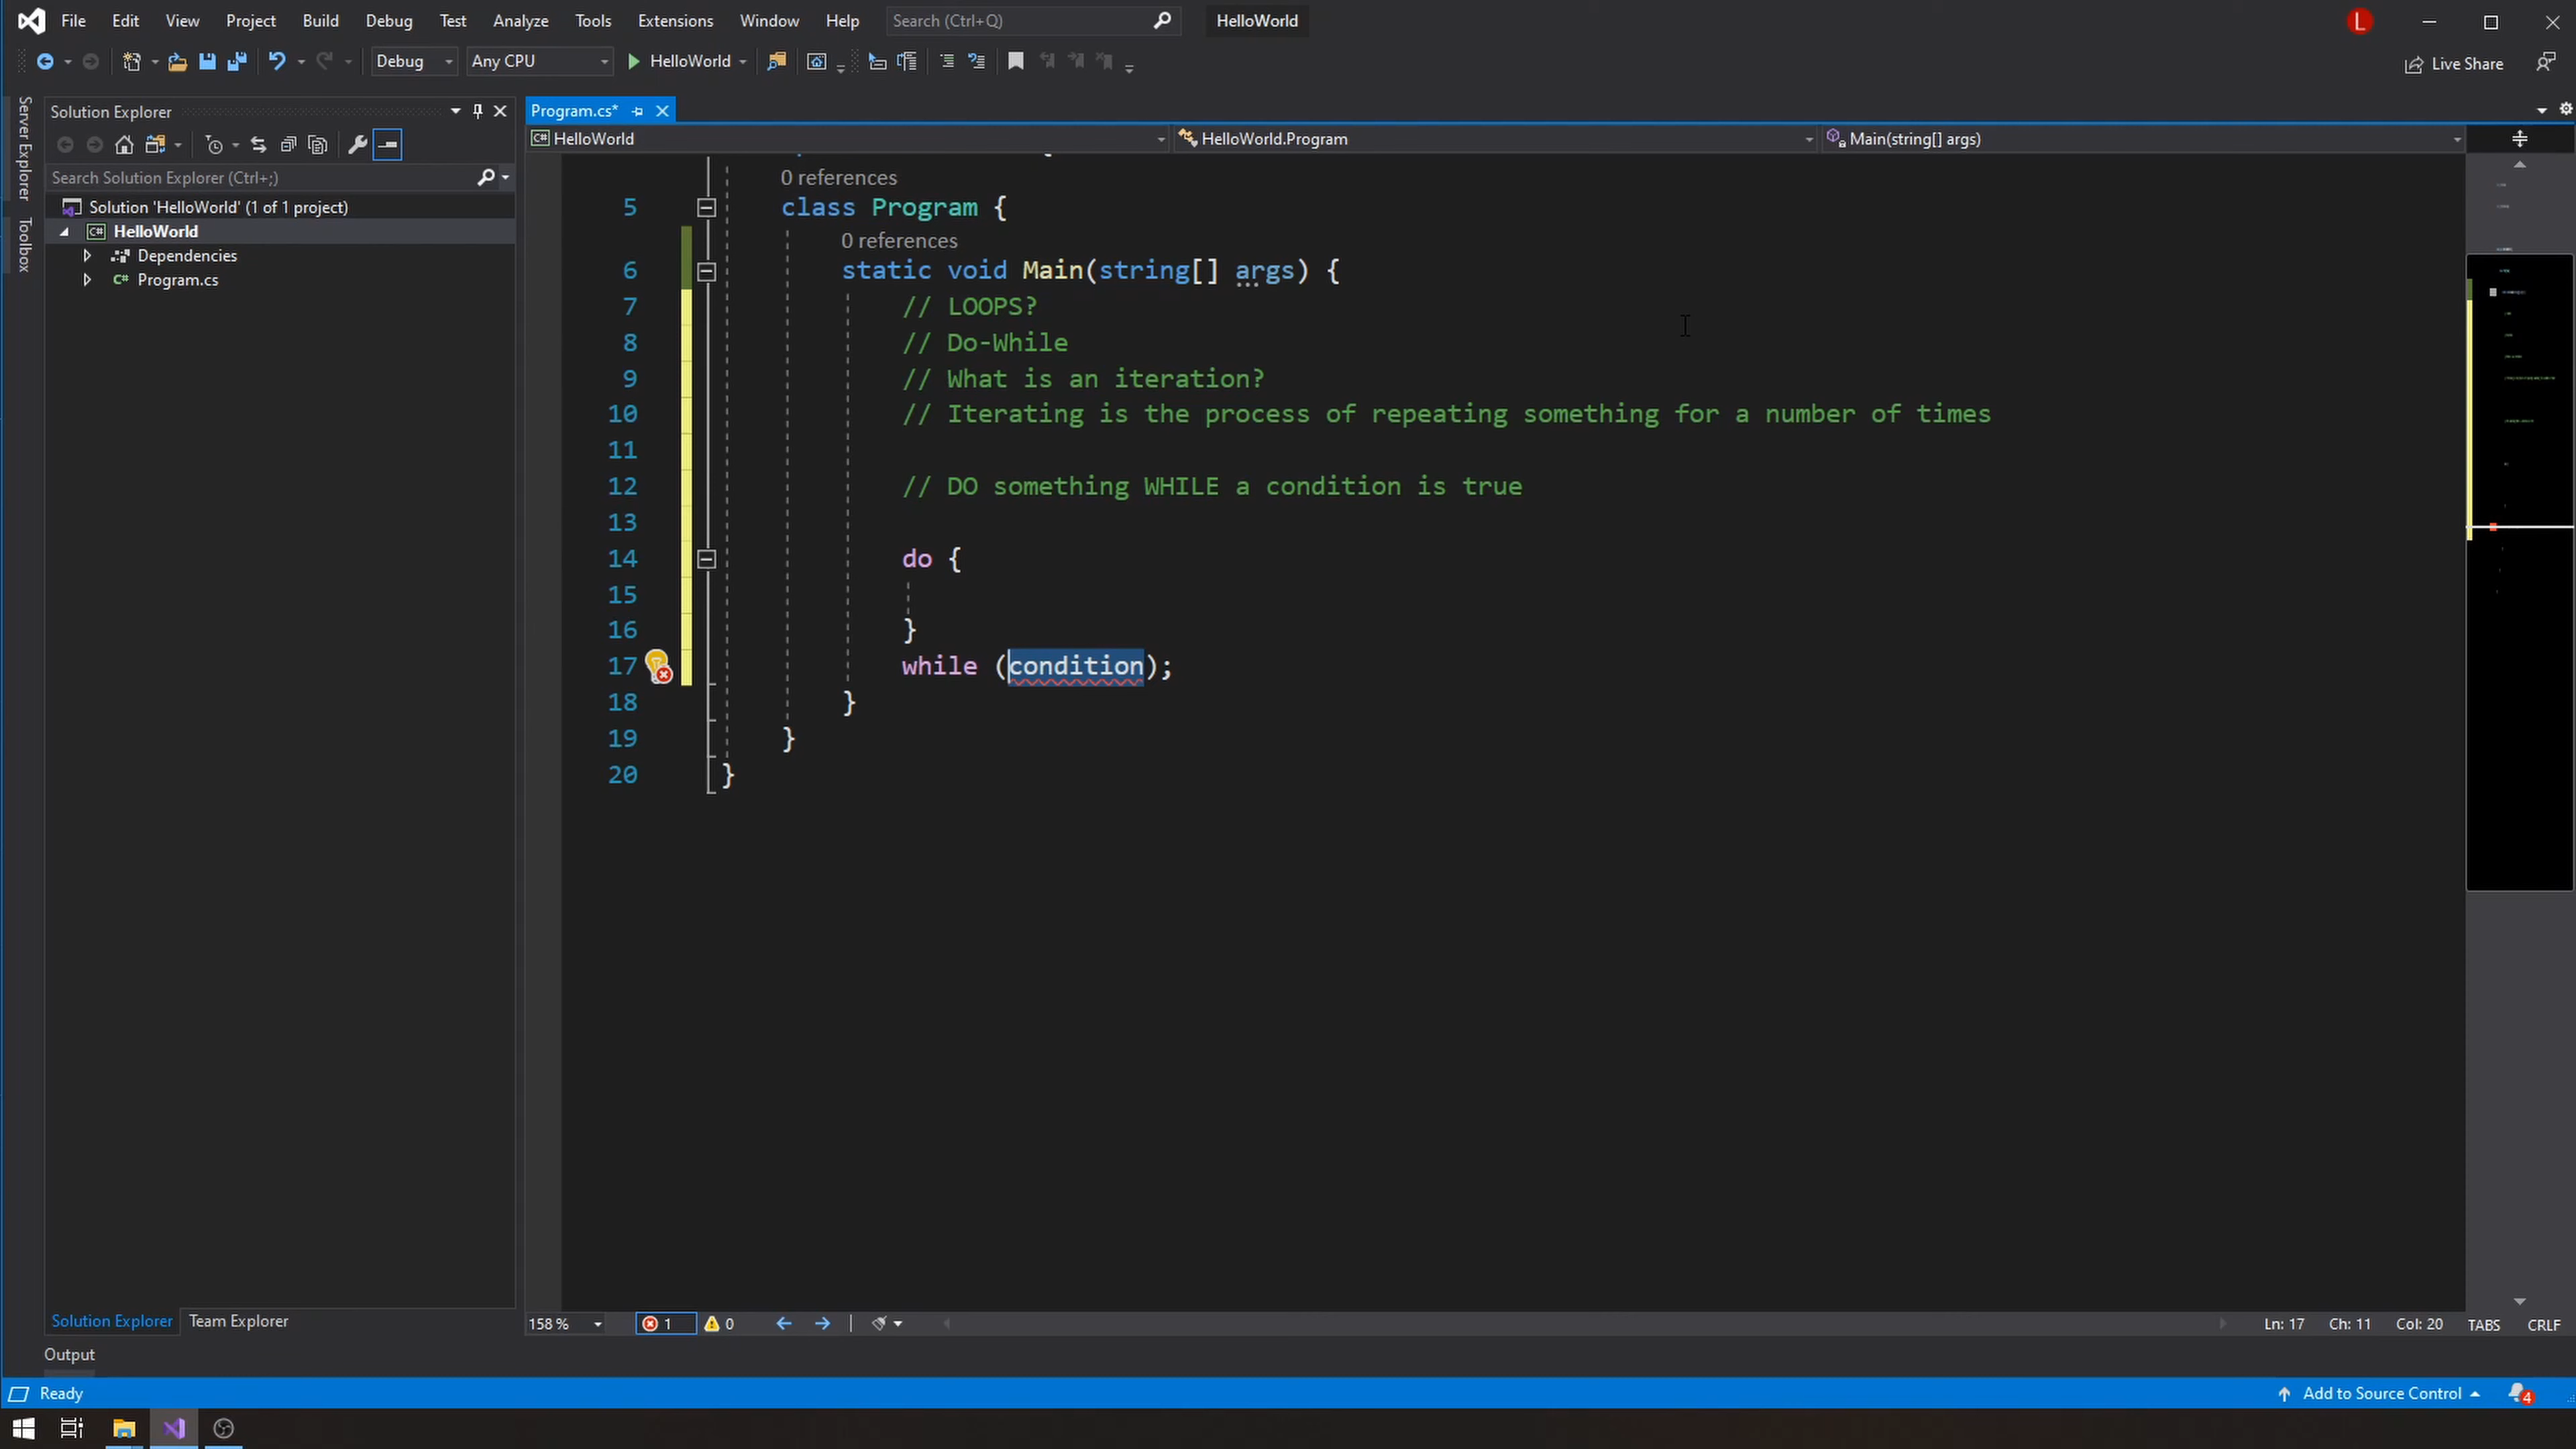 File Edit View Project Build Debug Test Analyze Tools Extensions Window Help Search (Ctrl+Q) HelloWorld L
Debug Any CPU HelloWorld Live Share
Server Explorer
Toolbox
Solution Explorer
Search Solution Explorer (Ctrl+;)
Solution 'HelloWorld' (1 of 1 project)
C# HelloWorld
Dependencies
C# Program.cs
Program.cs*
C# HelloWorld HelloWorld.Program Main(string[] args)
0 references
5 class Program {
0 references
6 static void Main(string[] args) {
7 // LOOPS?
8 // Do-While
9 // What is an iteration?
10 // Iterating is the process of repeating something for a number of times
11
12 // DO something WHILE a condition is true
13
14 do {
15
16 }
17 while (condition);
18 }
19 }
20 }
158 % 1 0 Ln: 17 Ch: 11 Col: 20 TABS CRLF
Solution Explorer Team Explorer
Output
Ready Add to Source Control 4